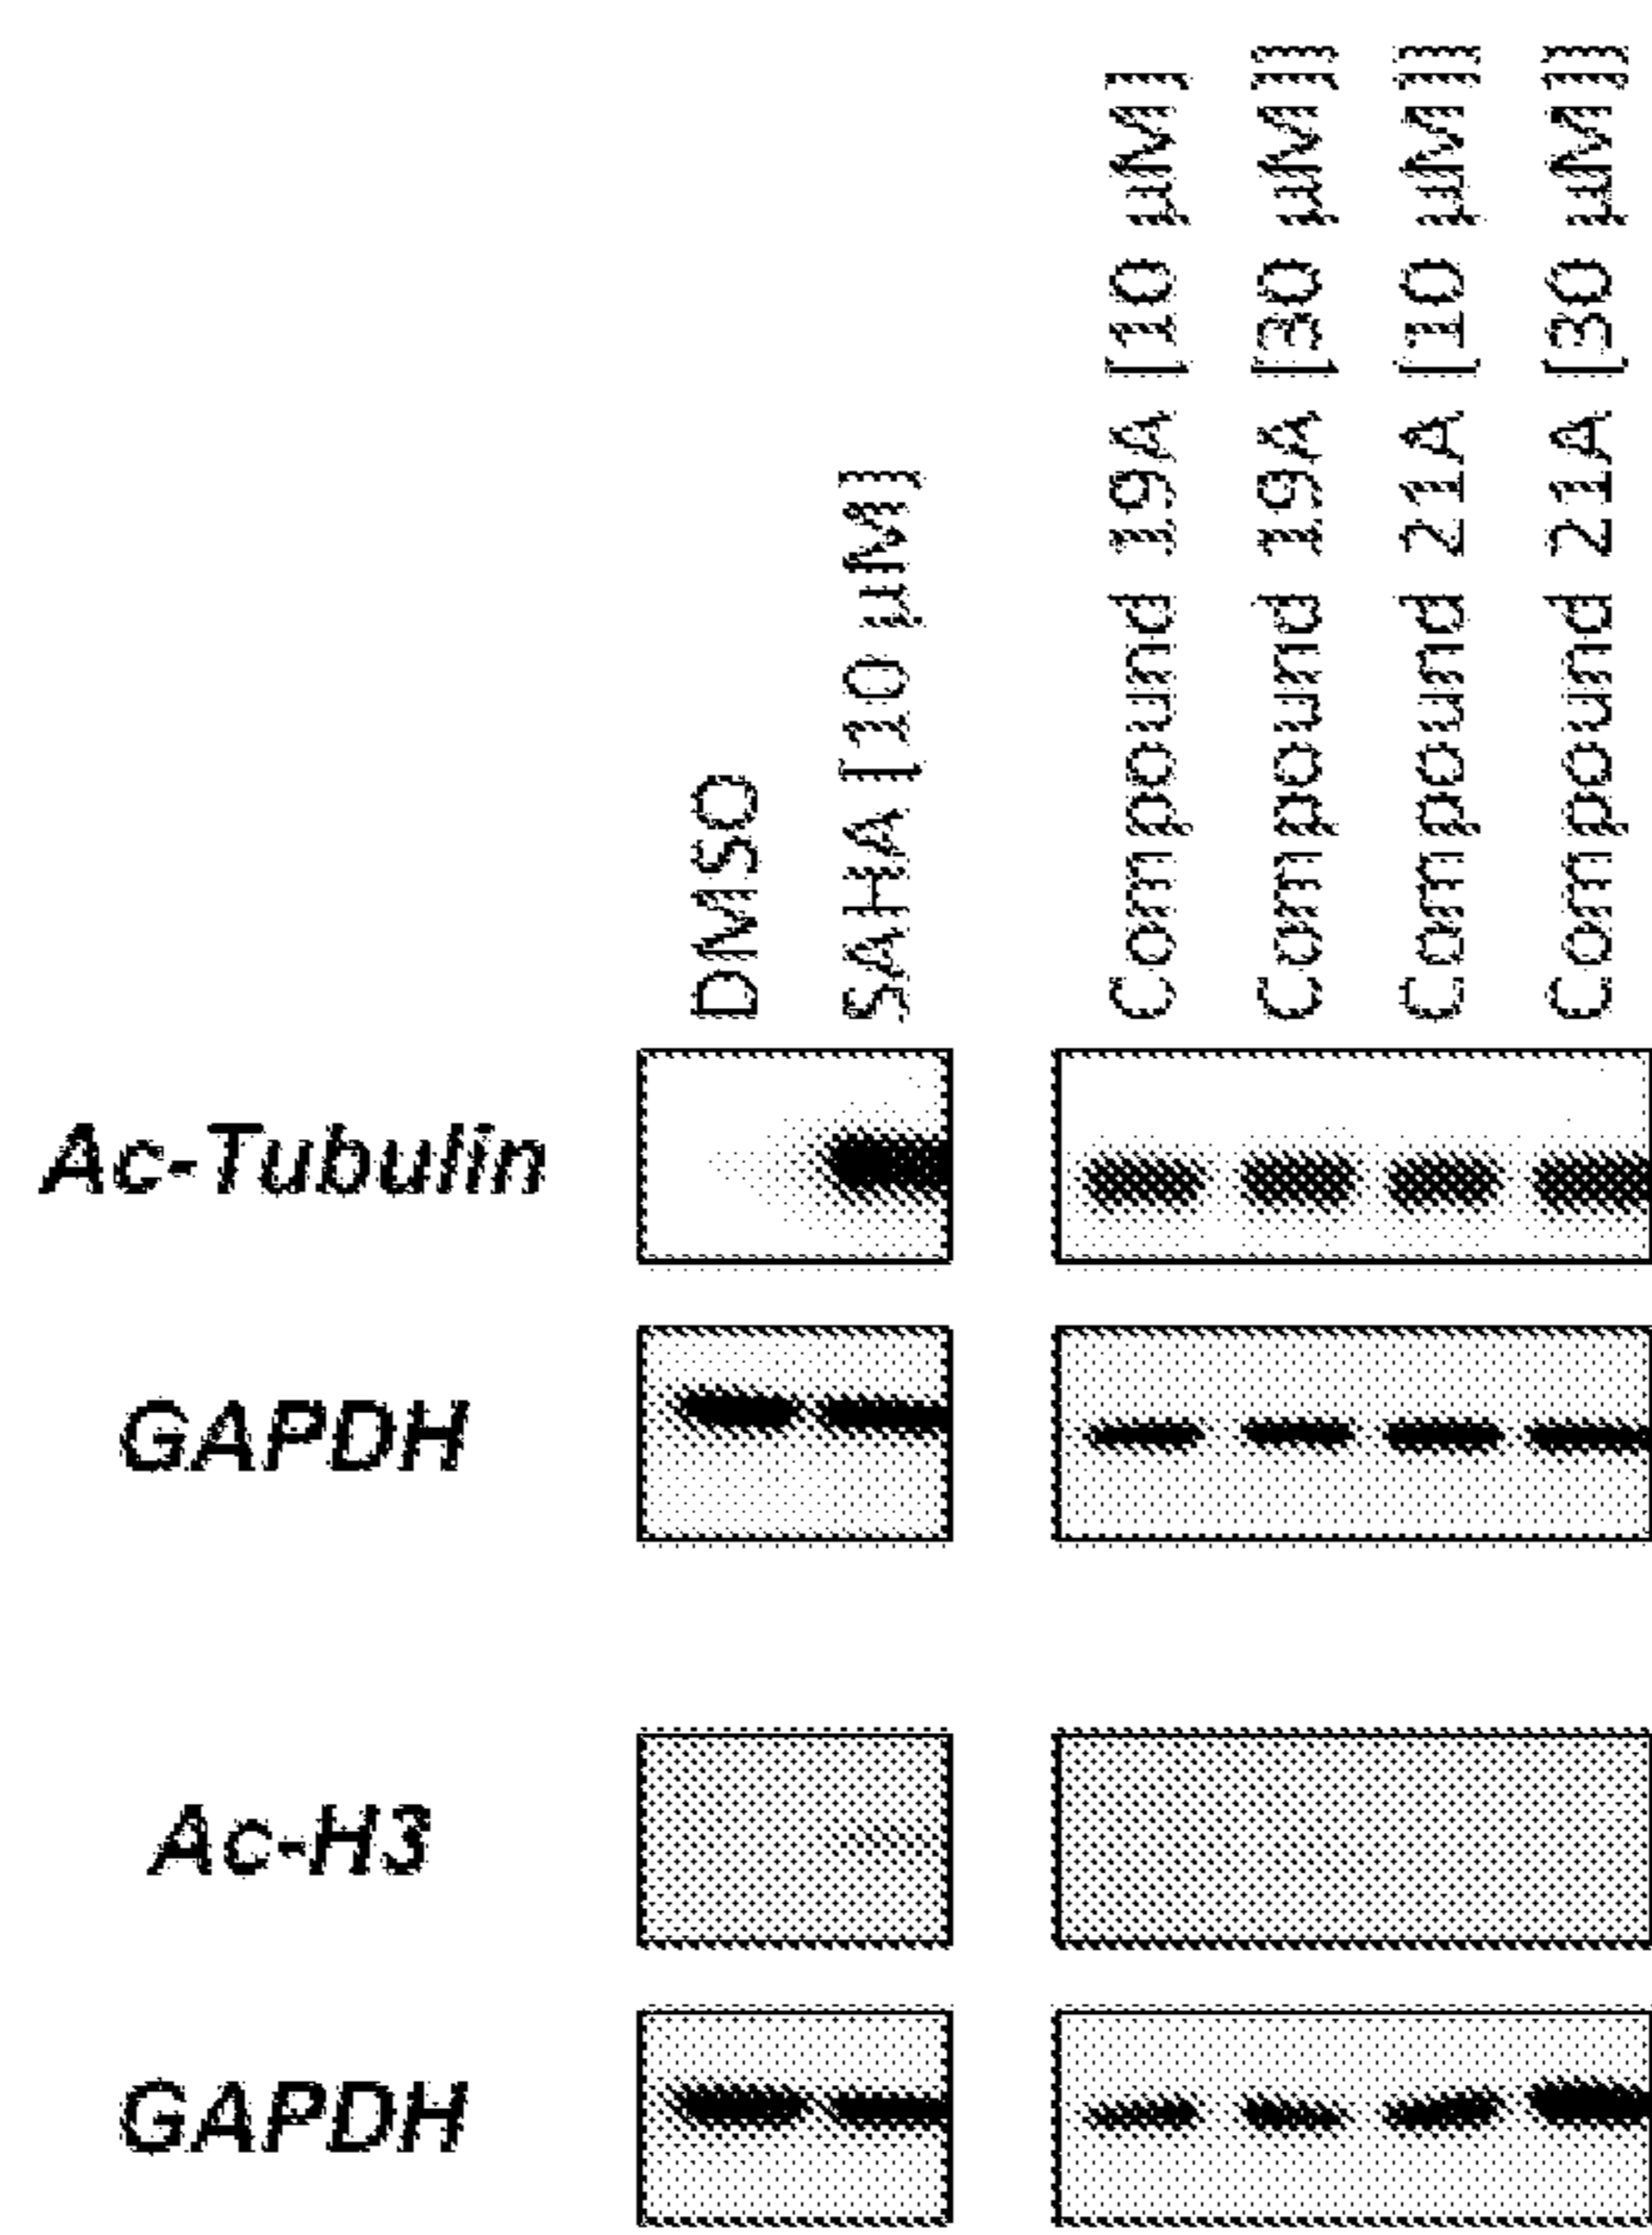 DMSO
SAHA [10 µM]
Compound 19A [10 µM]
Compound 19A [30 µM]]
Compound 21A [10 µM]]
Compound 21A [30 µM]]
Ac-Tubulin
GAPDH
Ac-H3
GAPDH